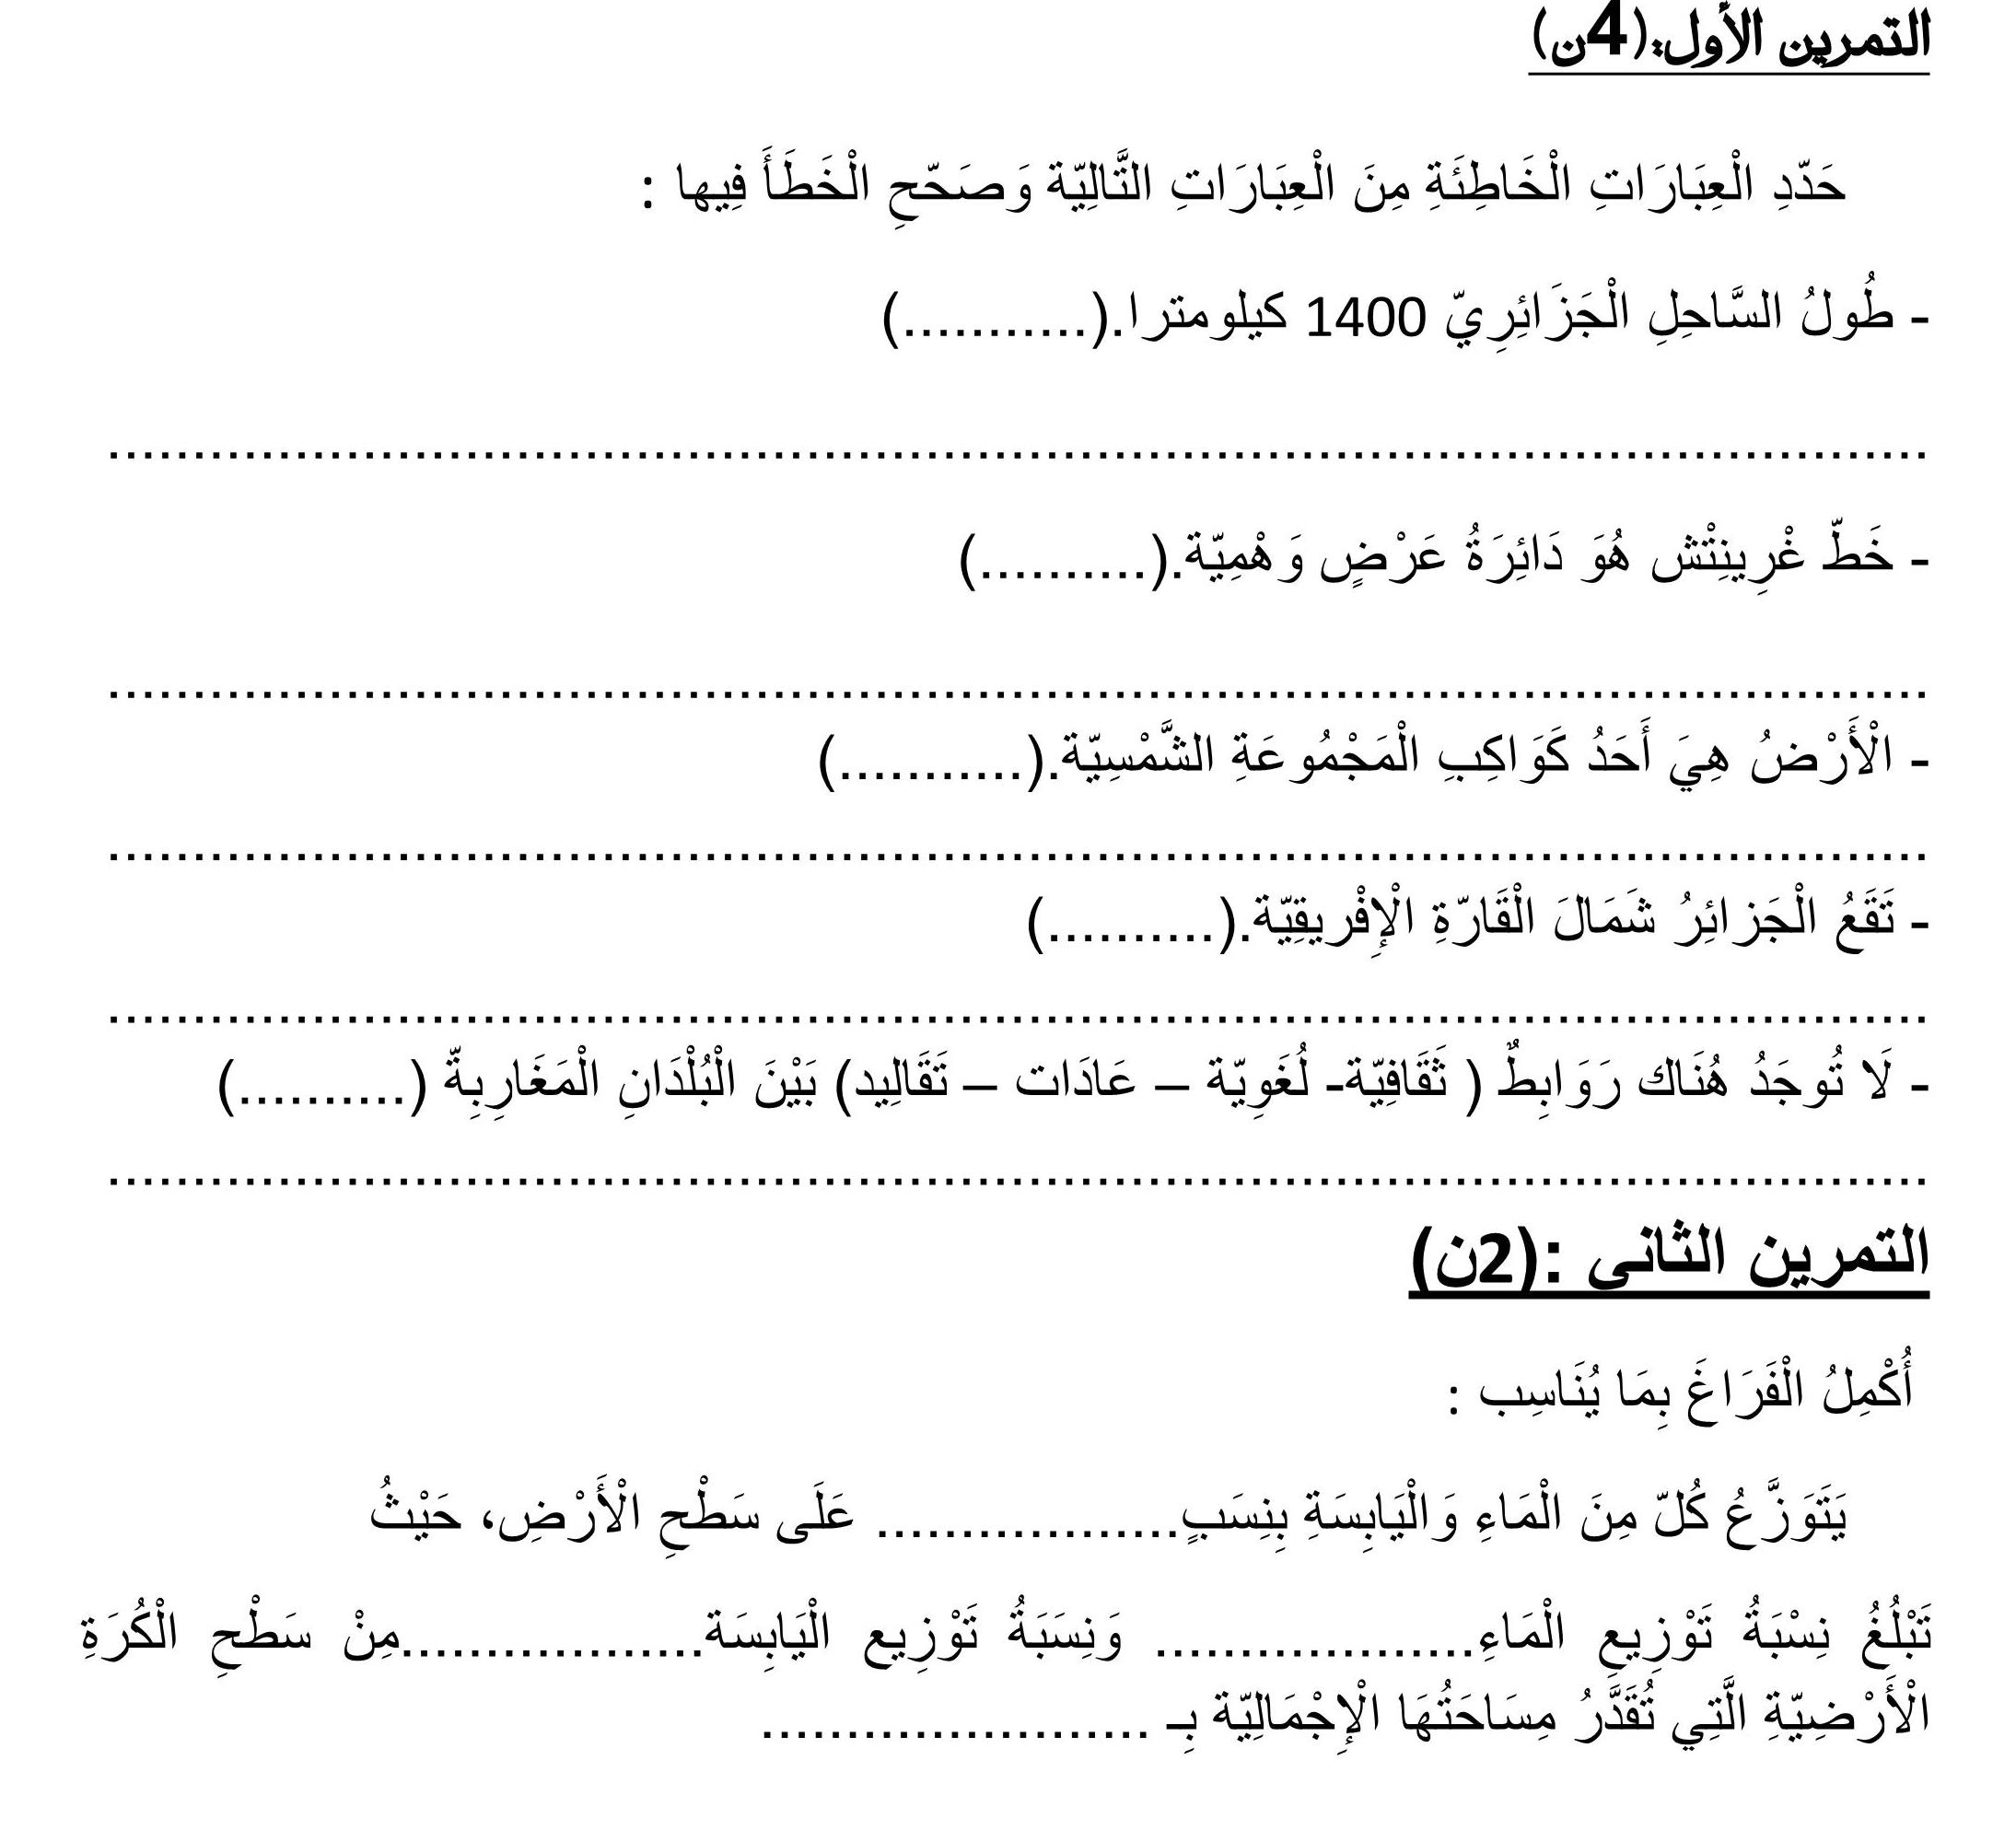 التمرين الأول:(4ن)
حَدّدِ الْعِبَارَاتِ الْخَاطِئَةِ مِنَ الْعِبَارَاتِ التَّالِيّة وَصَحّحِ الْخَطَأَ فِيها :
- طُولُ السَّاحِلِ الْجَزَائِرِيّ 1400 كيلومترا.(...........)
................................................................................
- خَطّ غْرِينِتْش هُوَ دَائِرَةُ عَرْضٍ وَهْمِيّة.(..........)
................................................................................
- الْأَرْضُ هِيَ أَحَدُ كَوَاكِبِ الْمَجْمُوعَةِ الشَّمْسِيّة.(...........)
................................................................................
- تَقَعُ الْجَزائِرُ شَمَالَ الْقَارّةِ الْإِفْريقِيّة.(..........)
................................................................................
- لَا تُوجَدُ هُنَاك رَوَابِطٌ ( ثَقَافِيّة- لُغَوِيّة – عَادَات – تَقَالِيد) بَيْنَ الْبُلْدَانِ الْمَغَارِبِةّ (..........)
................................................................................
التمرين الثاني :(2ن)
أُكْمِلُ الْفَرَاغَ بِمَا يُنَاسِب :
يَتَوَزَّعُ كُلّ مِنَ الْمَاءِ وَالْيَابِسَةِ بِنِسَبٍ.................. عَلَى سَطْحِ الْأَرْضِ، حَيْثُ
تَبْلُغُ نِسْبَةُ تَوْزِيعِ الْمَاءِ................... وَنِسَبَةُ تَوْزِيع الْيَابِسَة..................مِنْ سَطْحِ الْكُرَةِ
الْأَرْضِيّةِ الَّتِي تُقَدَّرُ مِسَاحَتُهَا الْإِجْمَالِيّة بِـ .......................